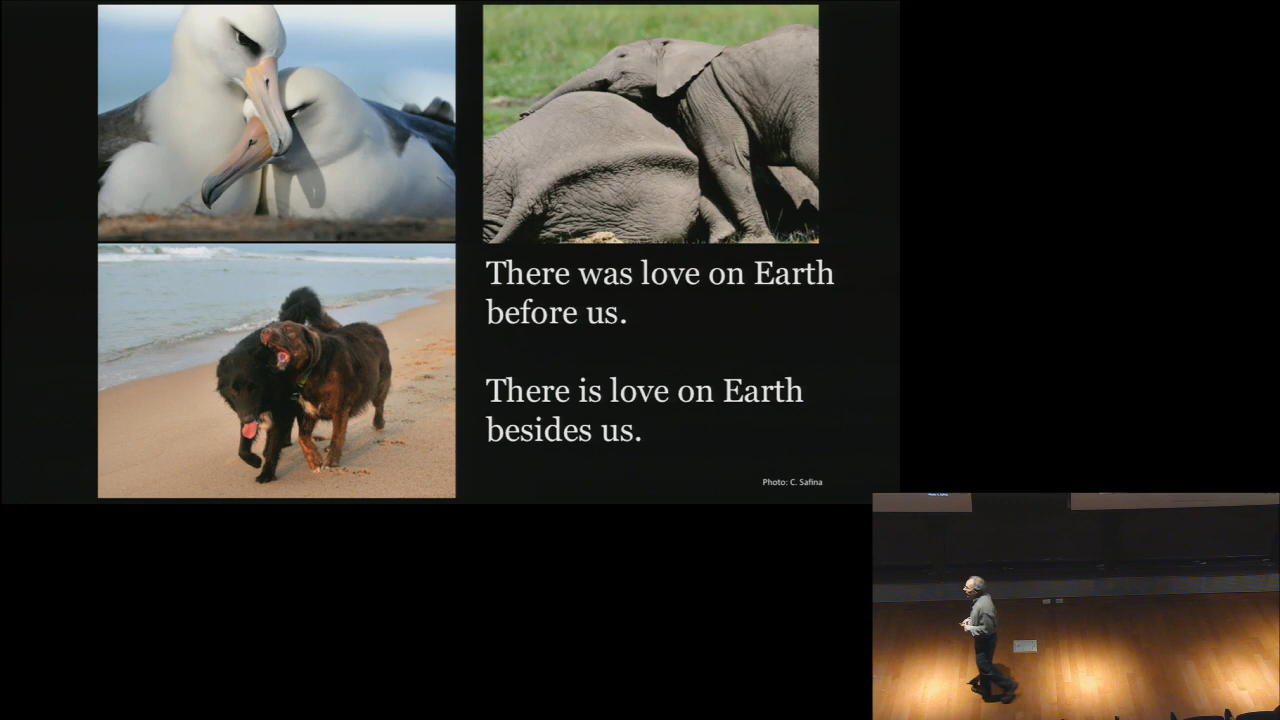 There was love on Earth
before us.
There is love on Earth
besides us.
Photo: C. Safina